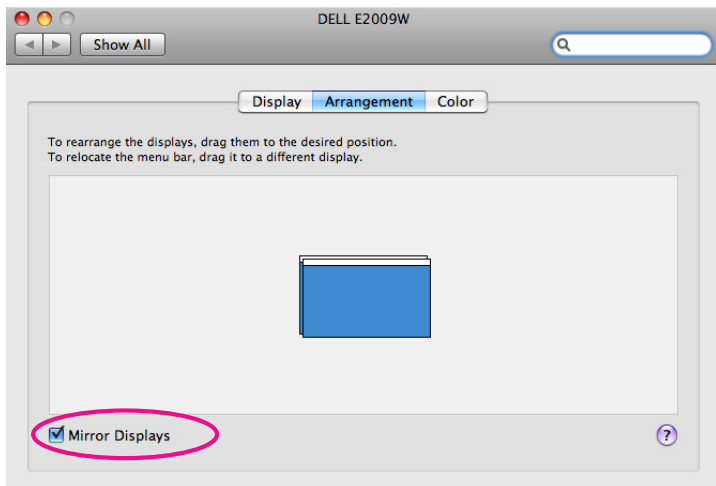 DELL E2009W
Show All
Display Arrangement Color
To rearrange the displays, drag them to the desired position.
To relocate the menu bar, drag it to a different display.
Mirror Displays
?